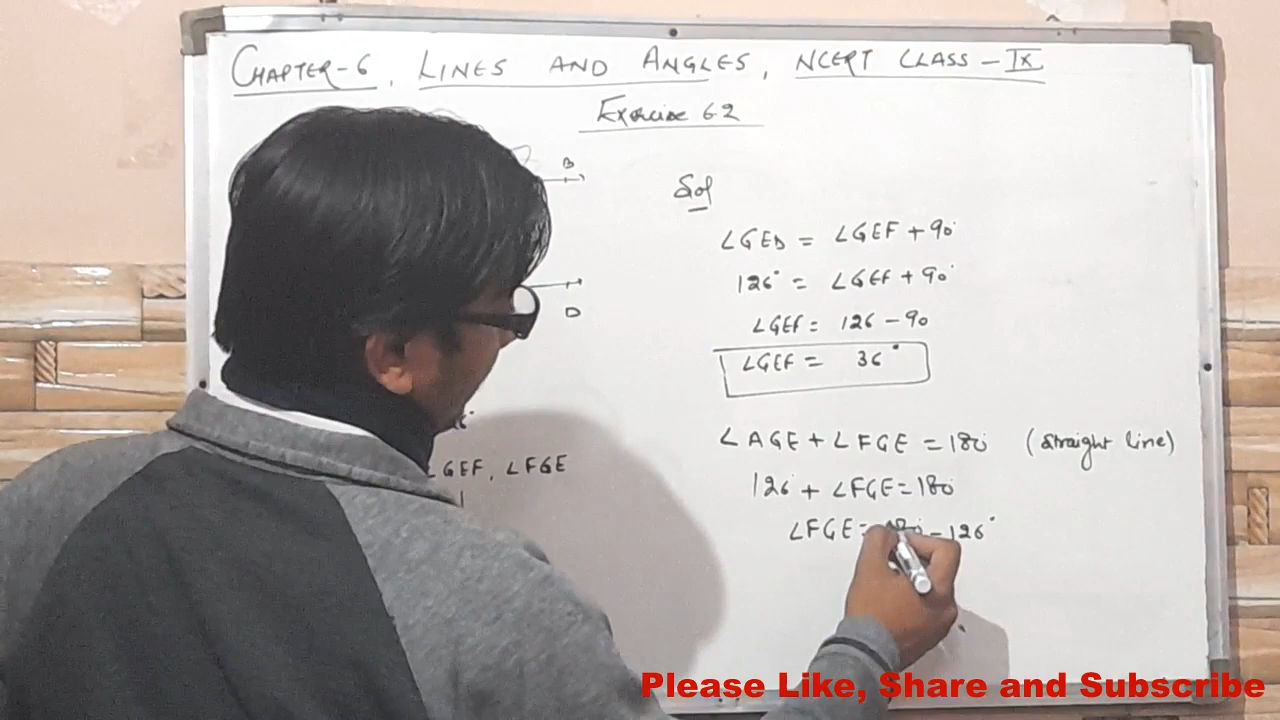 CHAPTER-6, LINES AND ANGLES, NCERT CLASS-IX
Exercise 6.2
B
D
∠GEF, ∠FGE
Sol
∠GED = ∠GEF + 90°
126° = ∠GEF + 90°
∠GEF = 126 - 90
∠GEF = 36°
∠AGE + ∠FGE = 180° (straight line)
126° + ∠FGE = 180°
∠FGE = 180° - 126°
Please Like, Share and Subscribe